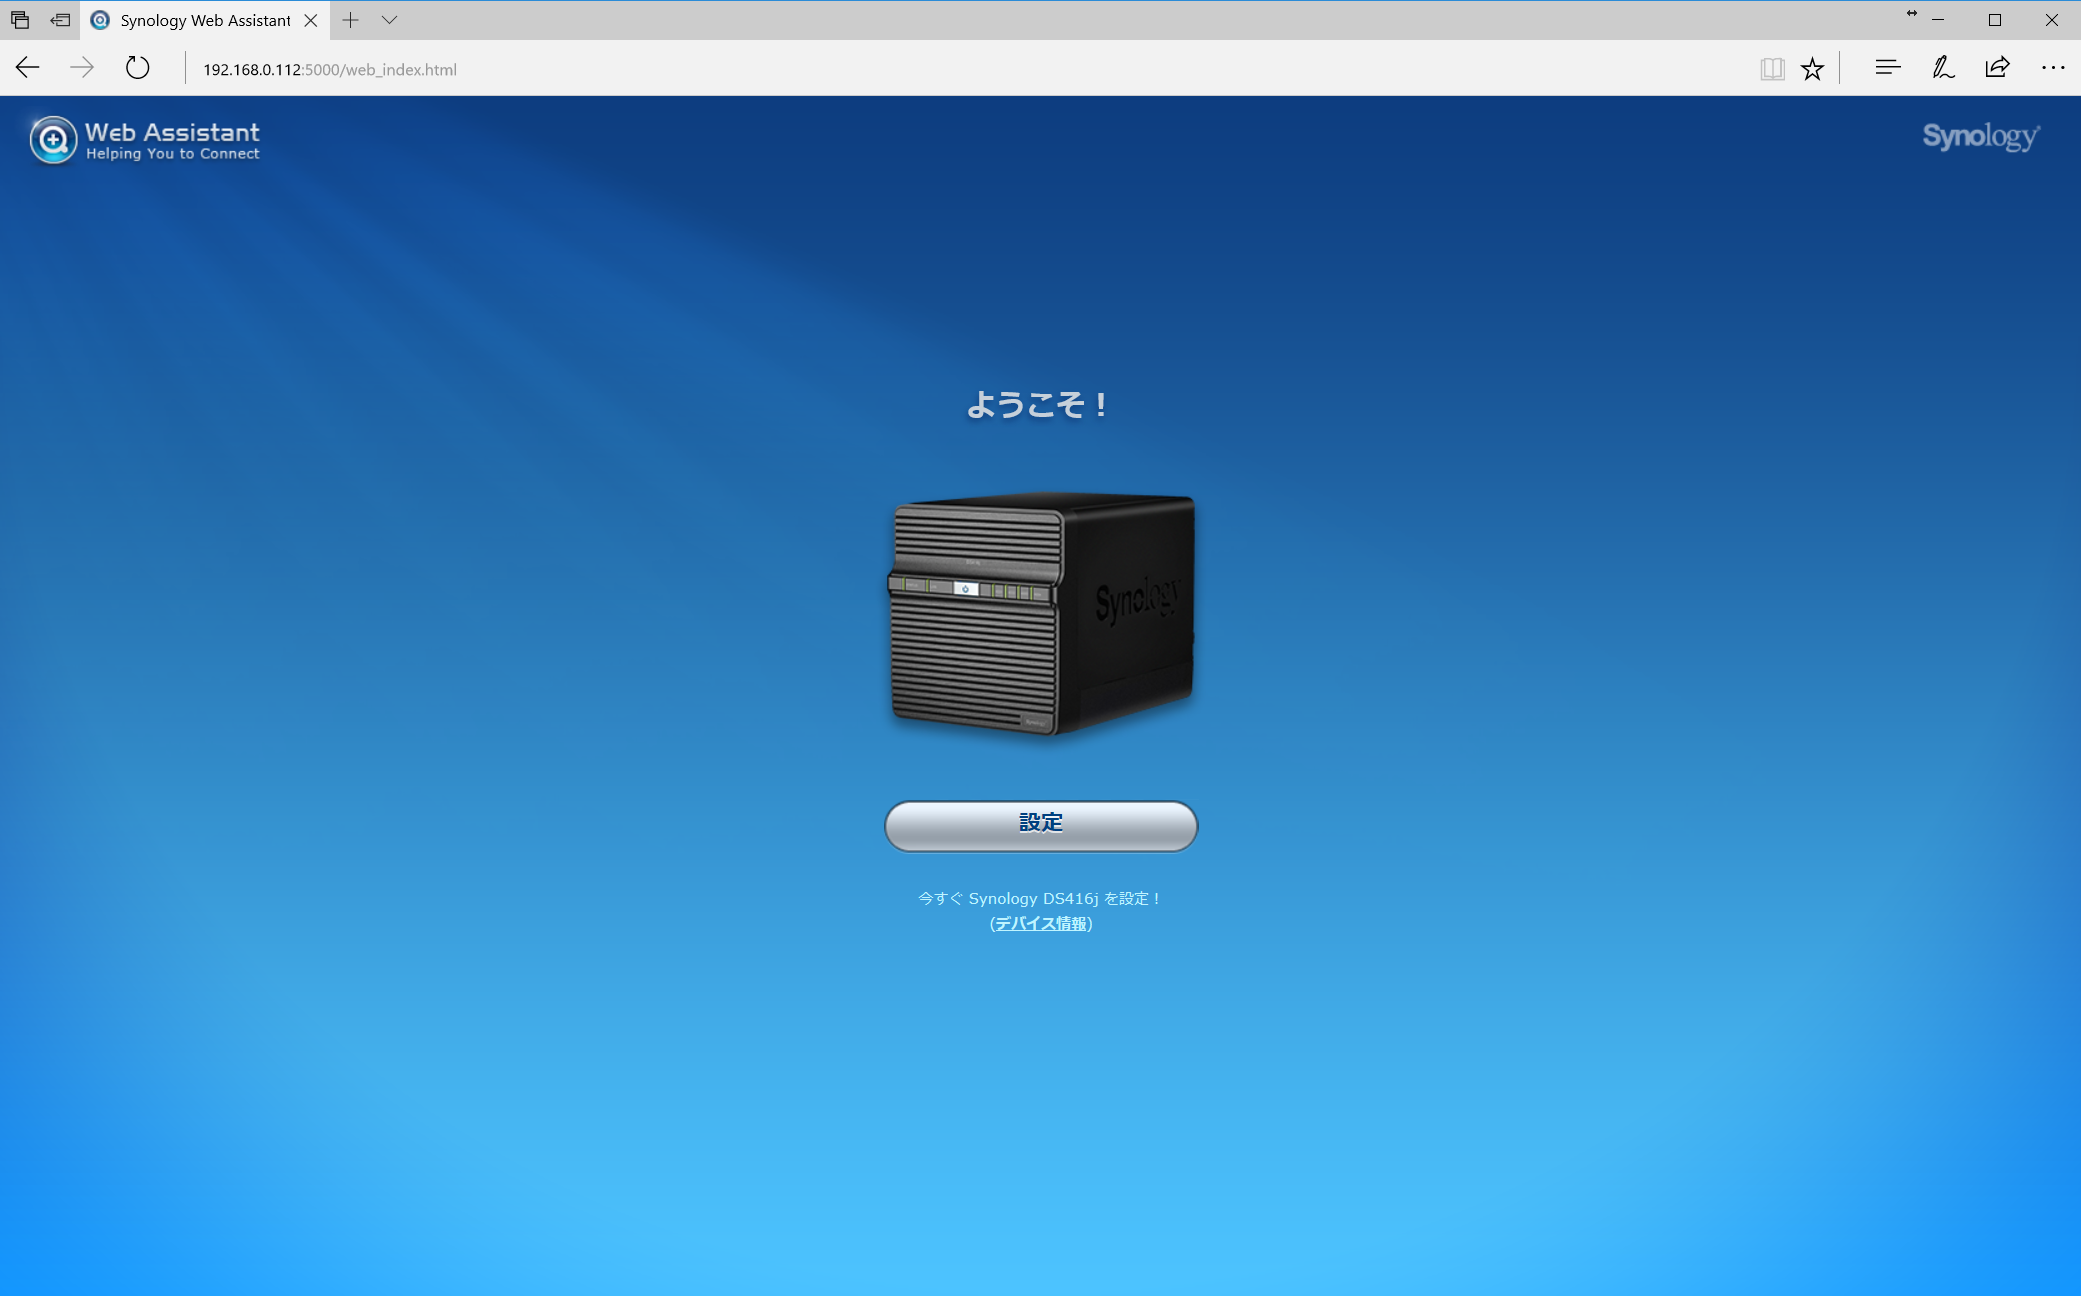 Synology Web Assistant
192.168.0.112:5000/web_index.html
Web Assistant
Helping You to Connect
Synology
ようこそ！
Synology
設定
今すぐ Synology DS416j を設定！
(デバイス情報)